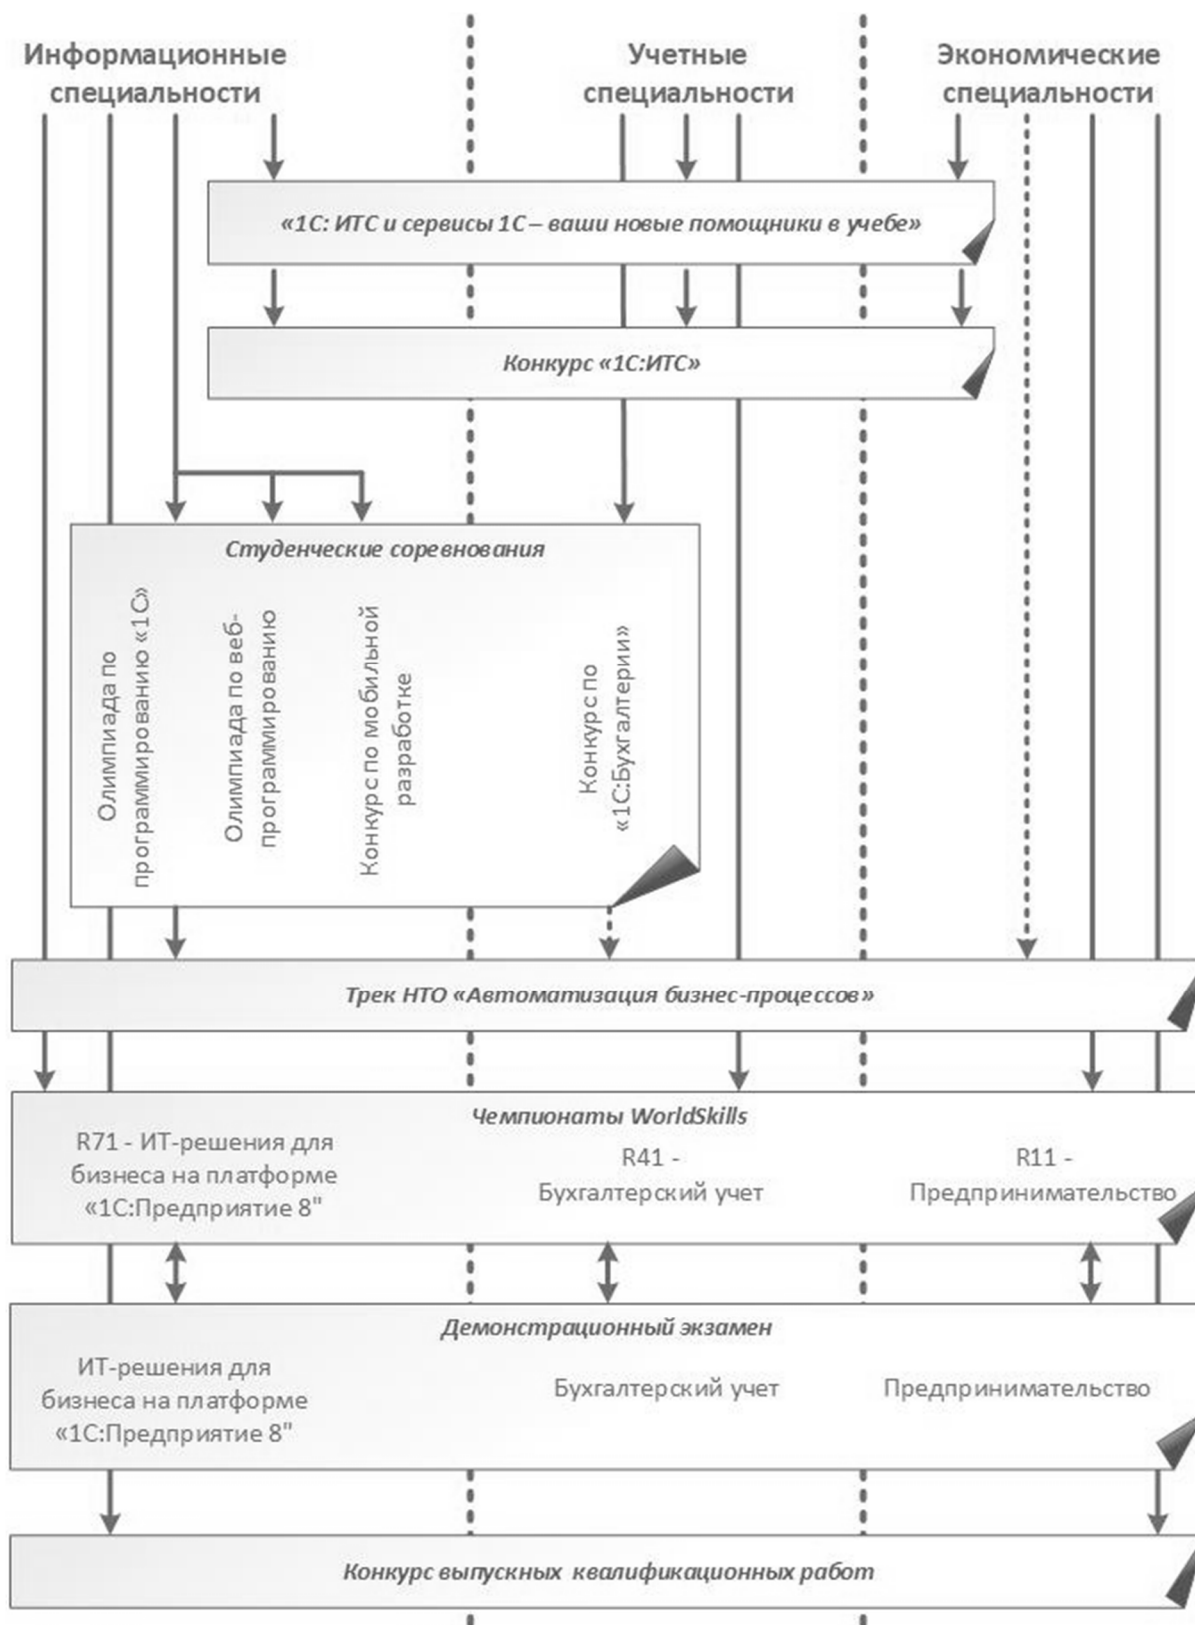 Информационные
специальности
Учетные
специальности
Экономические
специальности
«1С: ИТС и сервисы 1С – ваши новые помощники в учебе»
Конкурс «1С:ИТС»
Студенческие соревнования
Олимпиада по
программированию «1С»
Олимпиада по веб-
программированию
Конкурс по мобильной
разработке
Конкурс по
«1С:Бухгалтерии»
Трек НТО «Автоматизация бизнес-процессов»
Чемпионаты WorldSkills
R71 - ИТ-решения для
бизнеса на платформе
«1С:Предприятие 8"
R41 -
Бухгалтерский учет
R11 -
Предпринимательство
Демонстрационный экзамен
ИТ-решения для
бизнеса на платформе
«1С:Предприятие 8"
Бухгалтерский учет
Предпринимательство
Конкурс выпускных квалификационных работ